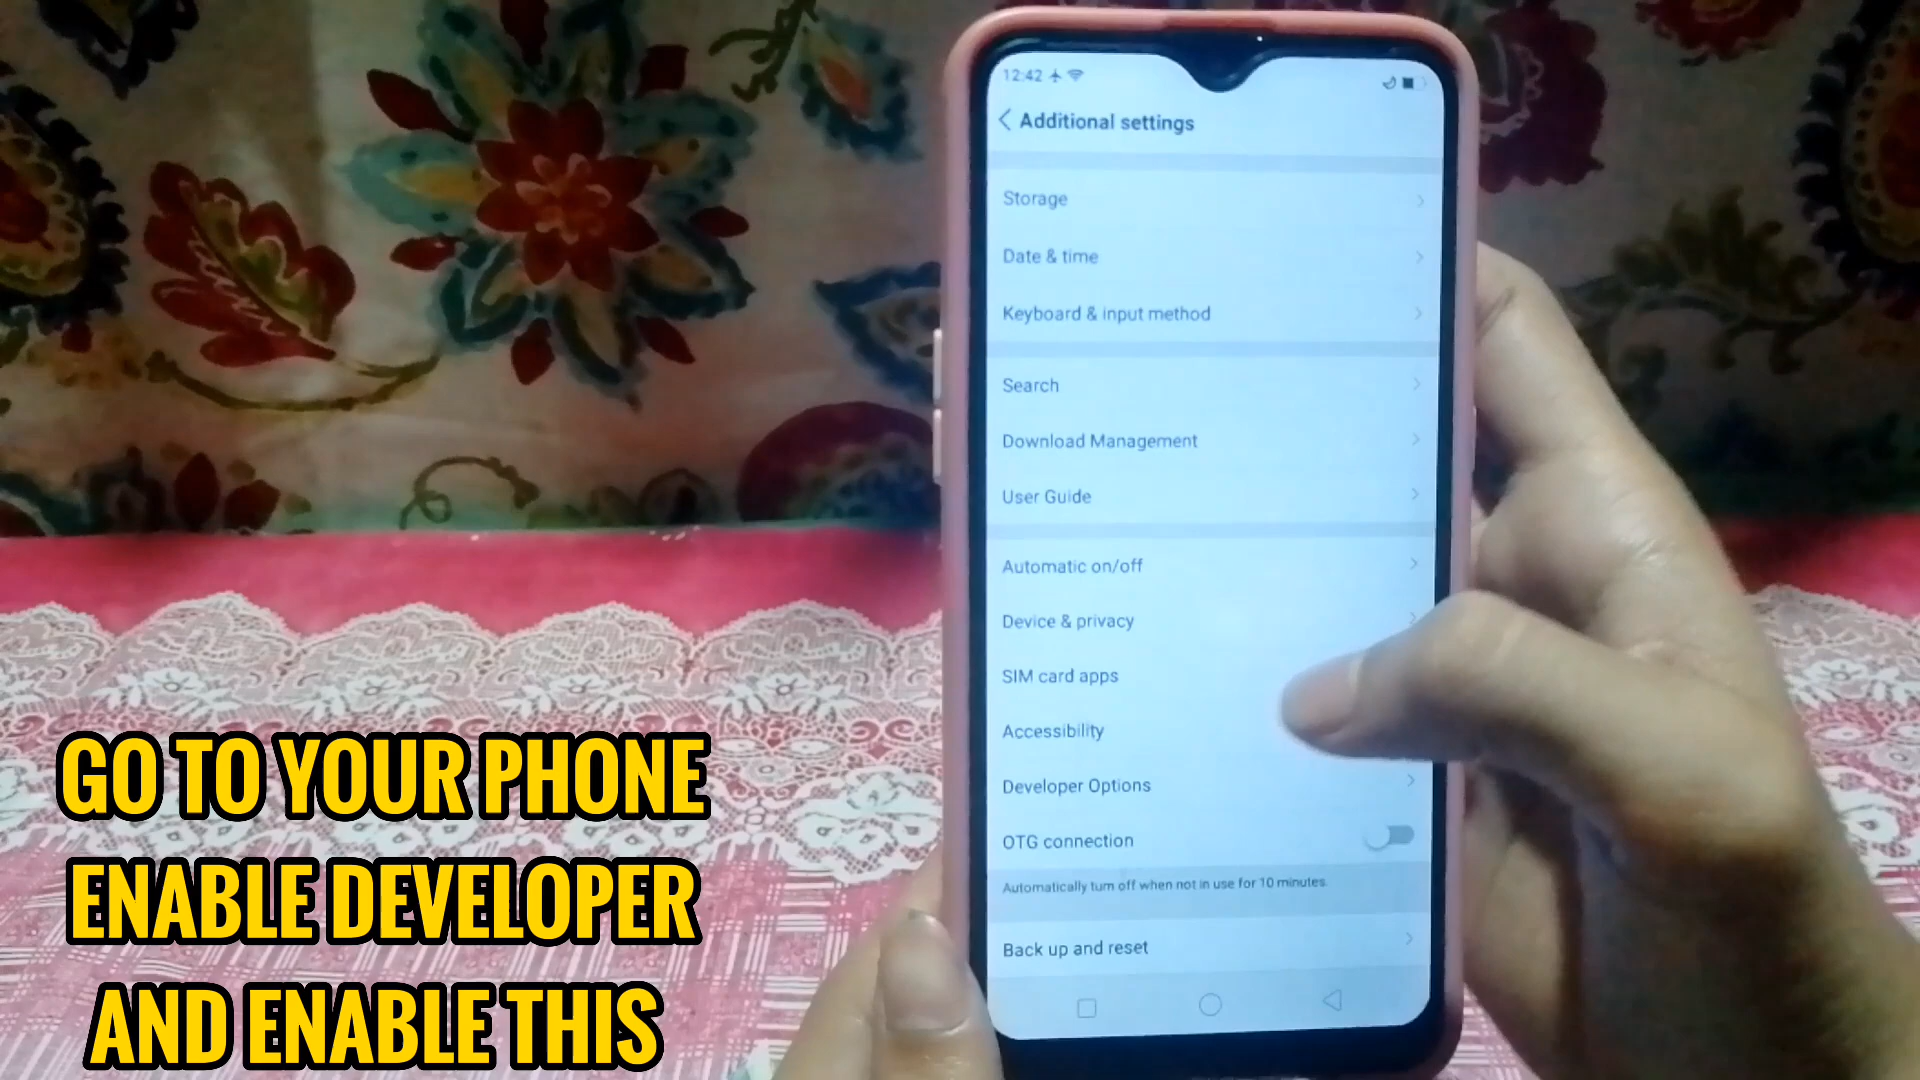 12:42
Additional settings
Storage
Date & time
Keyboard & input method
Search
Download Management
User Guide
Automatic on/off
Device & privacy
SIM card apps
Accessibility
Developer Options
OTG connection
Automatically turn off when not in use for 10 minutes.
Back up and reset
GO TO YOUR PHONE
ENABLE DEVELOPER
AND ENABLE THIS